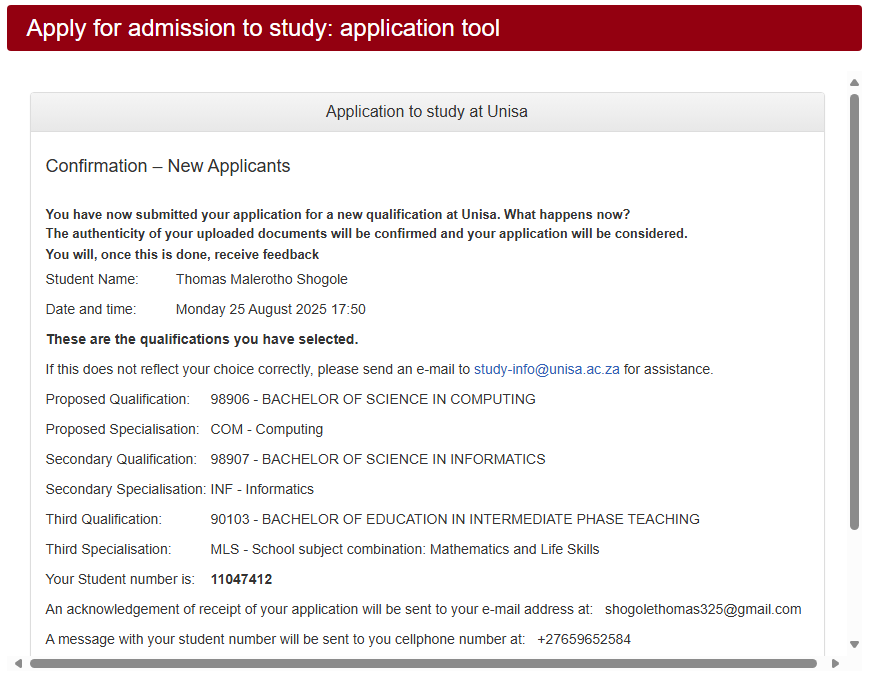 Apply for admission to study: application tool
Application to study at Unisa
Confirmation – New Applicants
You have now submitted your application for a new qualification at Unisa. What happens now?
The authenticity of your uploaded documents will be confirmed and your application will be considered.
You will, once this is done, receive feedback
Student Name: Thomas Malerotho Shogole
Date and time: Monday 25 August 2025 17:50
These are the qualifications you have selected.
If this does not reflect your choice correctly, please send an e-mail to study-info@unisa.ac.za for assistance.
Proposed Qualification: 98906 - BACHELOR OF SCIENCE IN COMPUTING
Proposed Specialisation: COM - Computing
Secondary Qualification: 98907 - BACHELOR OF SCIENCE IN INFORMATICS
Secondary Specialisation: INF - Informatics
Third Qualification: 90103 - BACHELOR OF EDUCATION IN INTERMEDIATE PHASE TEACHING
Third Specialisation: MLS - School subject combination: Mathematics and Life Skills
Your Student number is: 11047412
An acknowledgement of receipt of your application will be sent to your e-mail address at: shogolethomas325@gmail.com
A message with your student number will be sent to you cellphone number at: +27659652584